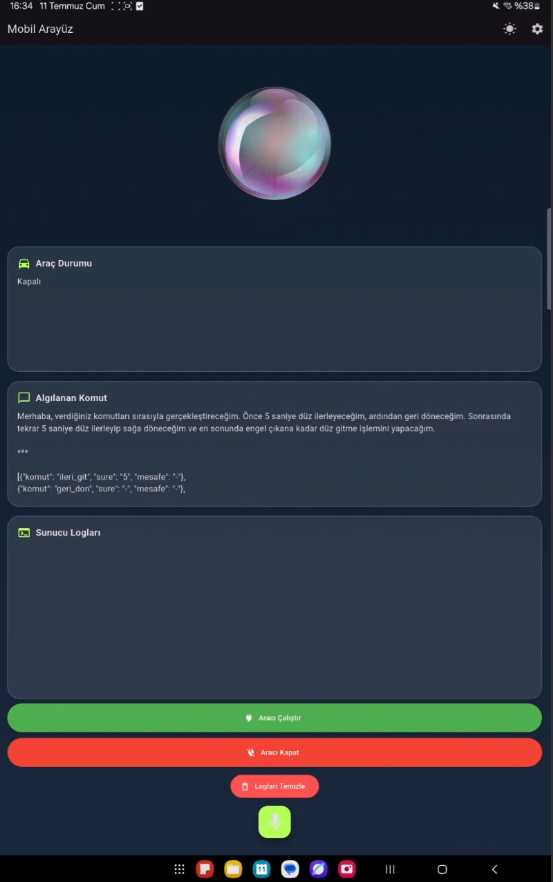 16:34 11 Temmuz Cum
%38
Mobil Arayüz
Araç Durumu
Kapalı
Algılanan Komut
Merhaba, verdiğiniz komutları sırasıyla gerçekleştireceğim. Önce 5 saniye düz ilerleyeceğim, ardından geri döneceğim. Sonrasında
tekrar 5 saniye düz ilerleyip sağa döneceğim ve en sonunda engel çıkana kadar düz gitme işlemini yapacağım.
***
[{"komut": "ileri_git", "sure": "5", "mesafe": "-"},
{"komut": "geri_don", "sure": "-", "mesafe": "-"},
Sunucu Logları
Aracı Çalıştır
Aracı Kapat
Logları Temizle
11